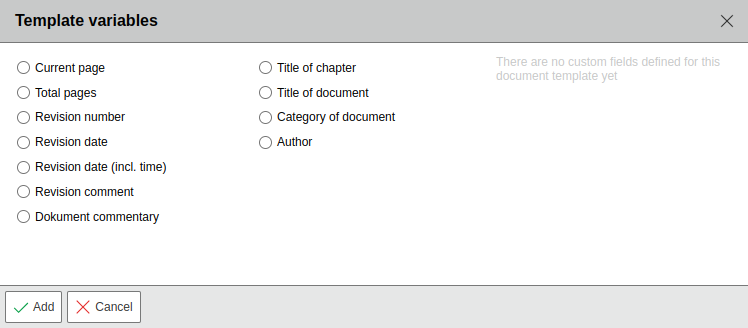 Template variables
Current page
Total pages
Revision number
Revision date
Revision date (incl. time)
Revision comment
Dokument commentary
Title of chapter
Title of document
Category of document
Author
There are no custom fields defined for this
document template yet
Add
Cancel